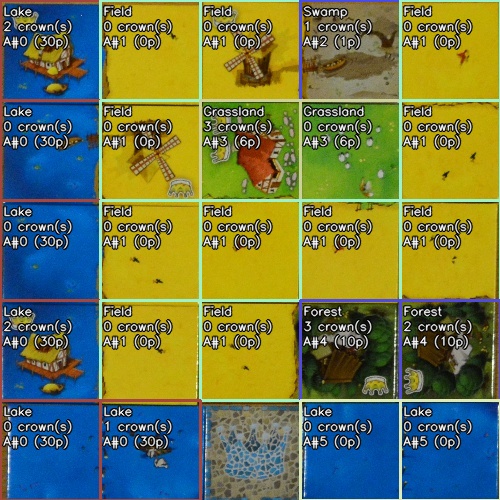 Lake
2 crown(s)
A#0 (30p)
Field
0 crown(s)
A#1 (0p)
Field
0 crown(s)
A#1 (0p)
Swamp
1 crown(s)
A#2 (1p)
Field
0 crown(s)
A#1 (0p)
Lake
0 crown(s)
A#0 (30p)
Field
0 crown(s)
A#1 (0p)
Grassland
3 crown(s)
A#3 (6p)
Grassland
0 crown(s)
A#3 (6p)
Field
0 crown(s)
A#1 (0p)
Lake
0 crown(s)
A#0 (30p)
Field
0 crown(s)
A#1 (0p)
Field
0 crown(s)
A#1 (0p)
Field
0 crown(s)
A#1 (0p)
Field
0 crown(s)
A#1 (0p)
Lake
2 crown(s)
A#0 (30p)
Field
0 crown(s)
A#1 (0p)
Field
0 crown(s)
A#1 (0p)
Forest
3 crown(s)
A#4 (10p)
Forest
2 crown(s)
A#4 (10p)
Lake
0 crown(s)
A#0 (30p)
Lake
1 crown(s)
A#0 (30p)
Lake
0 crown(s)
A#5 (0p)
Lake
0 crown(s)
A#5 (0p)